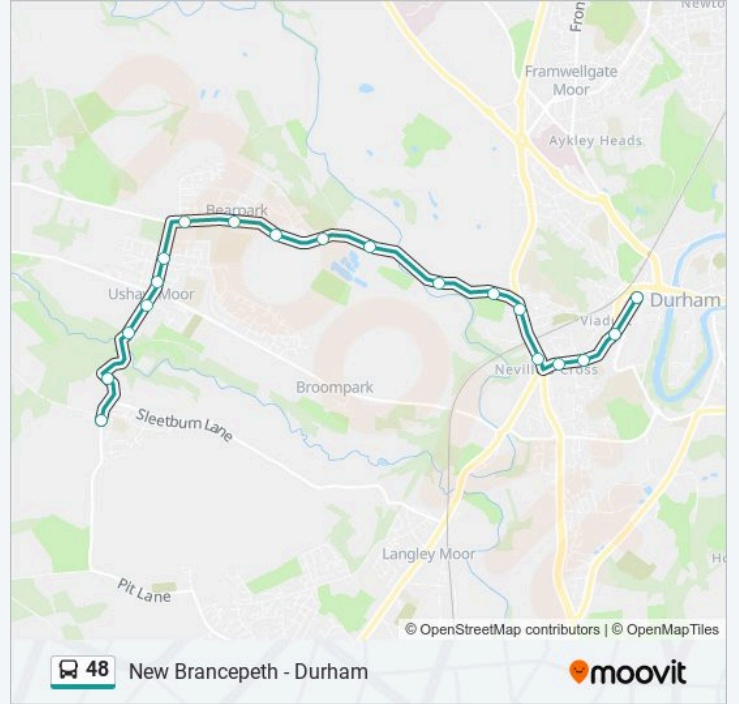 Newto
Fron
Framwellgate
Moor
Aykley Heads
Bearpark
Ushaw Moor
Durham
Viaduct
Neville's Cross
Broompark
Sleetburn Lane
Langley Moor
Pit Lane
© OpenStreetMap contributors | © OpenMapTiles
48 New Brancepeth - Durham
moovit